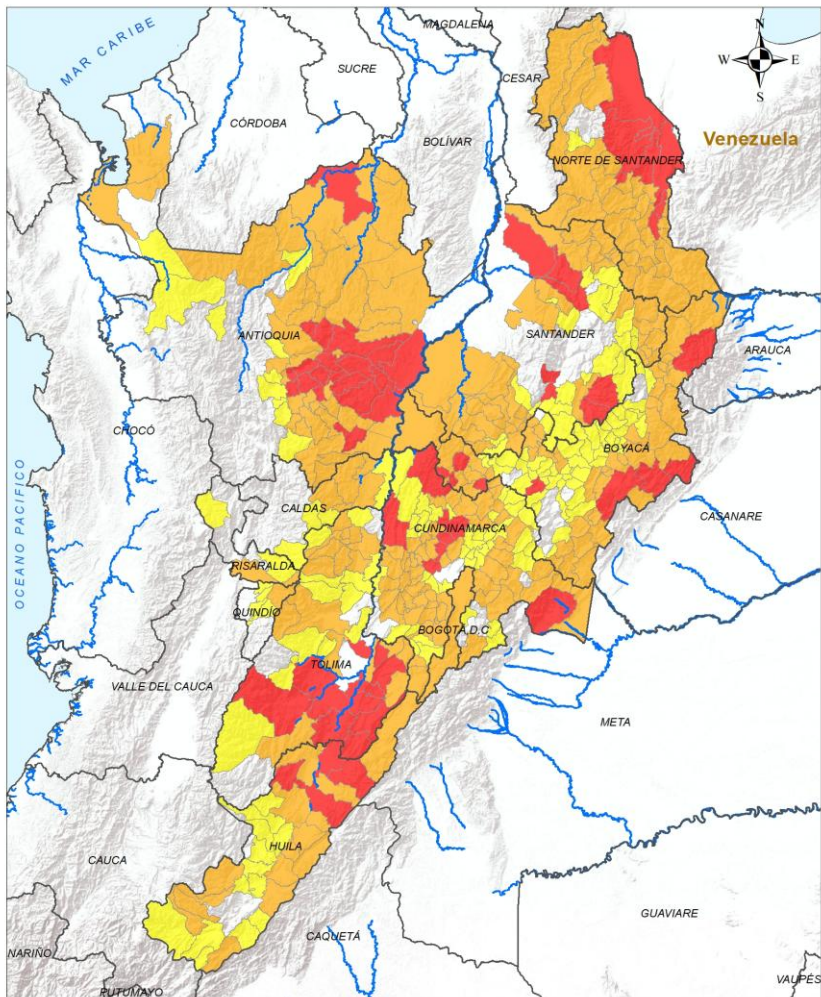 MAGDALENA
N
MAR CARIBE
SUCRE
CESAR
W
E
S
CÓRDOBA
BOLÍVAR
Venezuela
NORTE DE SANTANDER
ANTIOQUIA
SANTANDER
ARAUCA
CHOCÓ
BOYACÁ
OCEANO PACIFICO
CALDAS
CUNDINAMARCA
CASANARE
RISARALDA
QUINDÍO
BOGOTÁ, D.C
TOLIMA
VALLE DEL CAUCA
META
HUILA
CAUCA
GUAVIARE
CAQUETÁ
NARIÑO
PUTUMAYO
VAUPÉS